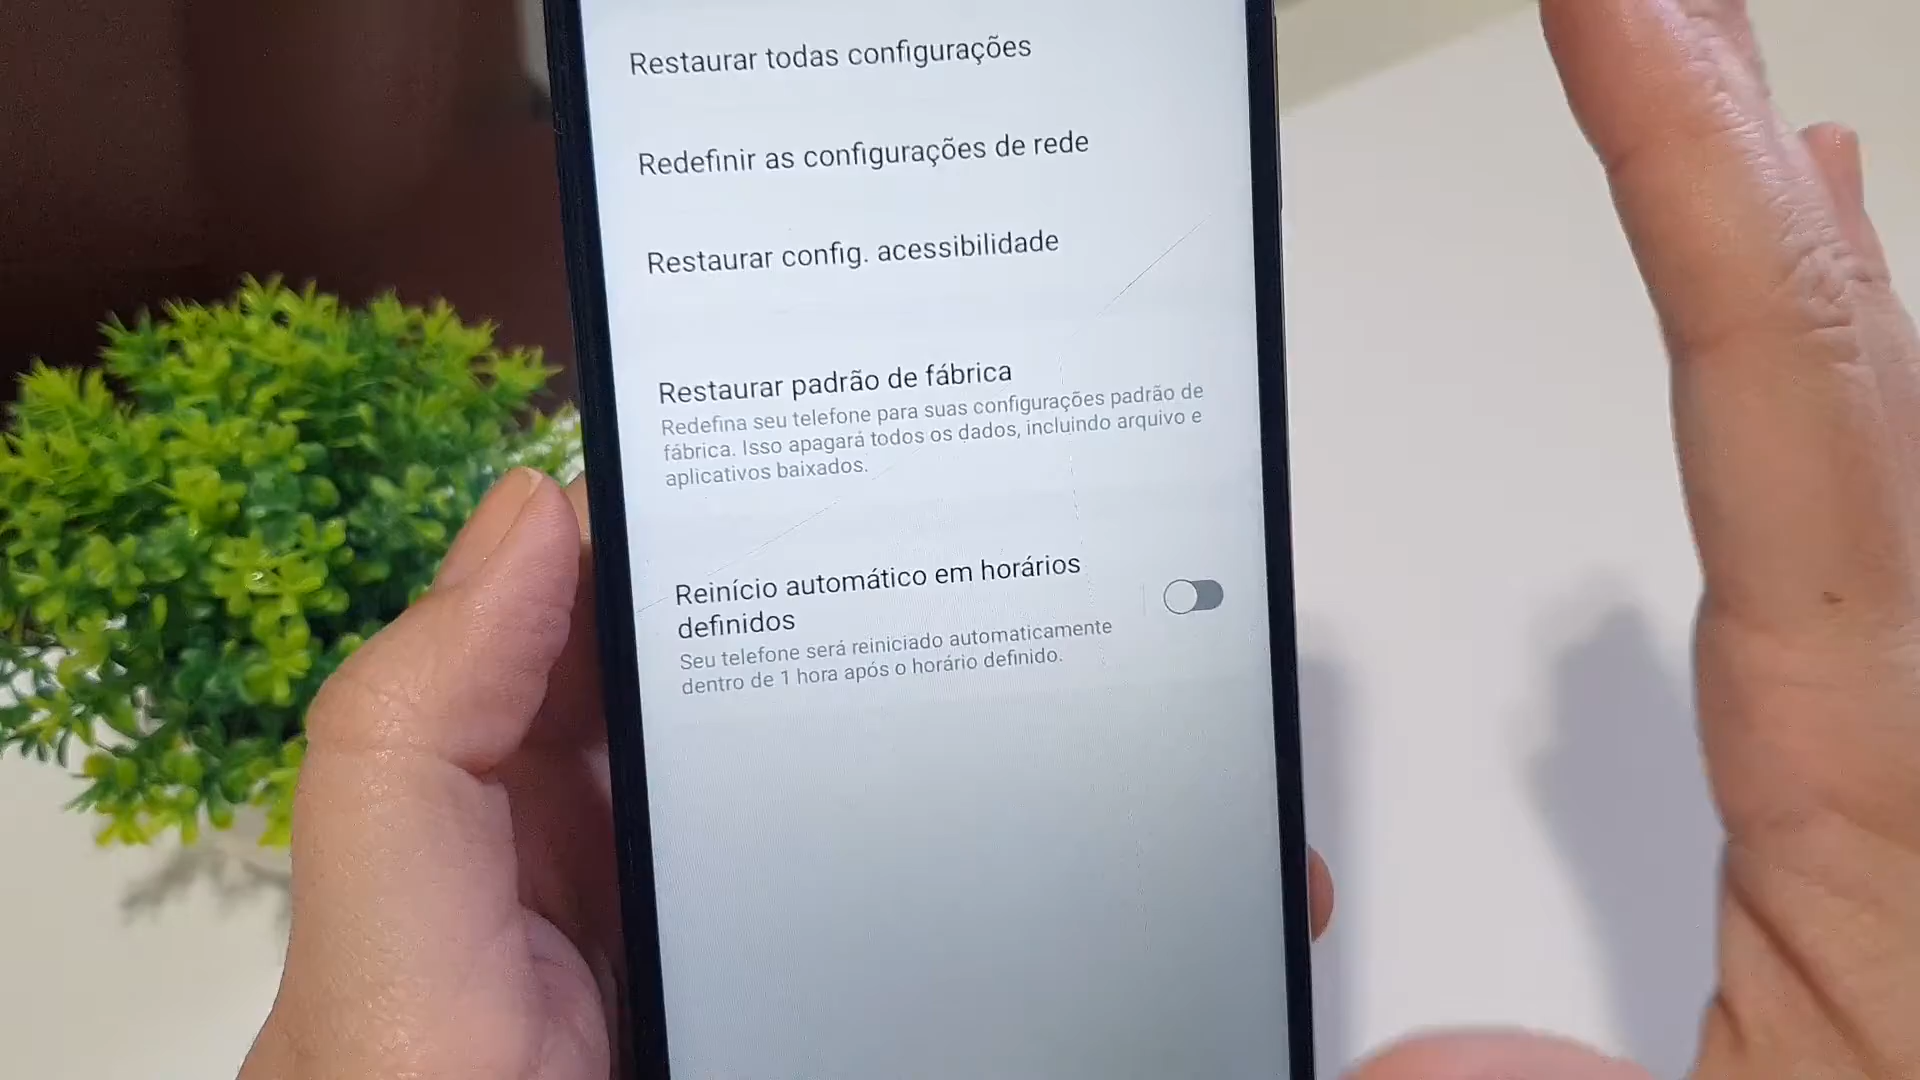 Restaurar todas configurações
Redefinir as configurações de rede
Restaurar config. acessibilidade
Restaurar padrão de fábrica
Redefina seu telefone para suas configurações padrão de
fábrica. Isso apagará todos os dados, incluindo arquivo e
aplicativos baixados.
Reinício automático em horários
definidos
Seu telefone será reiniciado automaticamente
dentro de 1 hora após o horário definido.